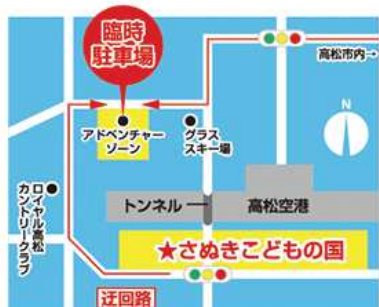 臨時
駐車場
高松市内→
N
アドベンチャー
ゾーン
グラス
スキー場
ロイヤル高松
カントリークラブ
トンネル
高松空港
★さぬきこどもの国
迂回路